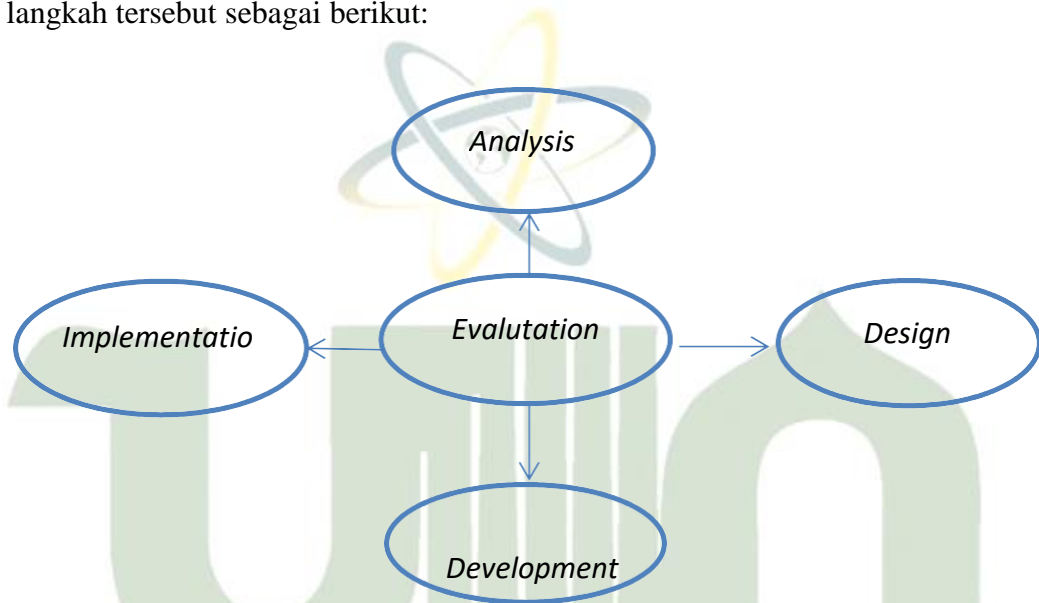 langkah tersebut sebagai berikut:
Analysis
Implementatio
Evalutation
Design
Development